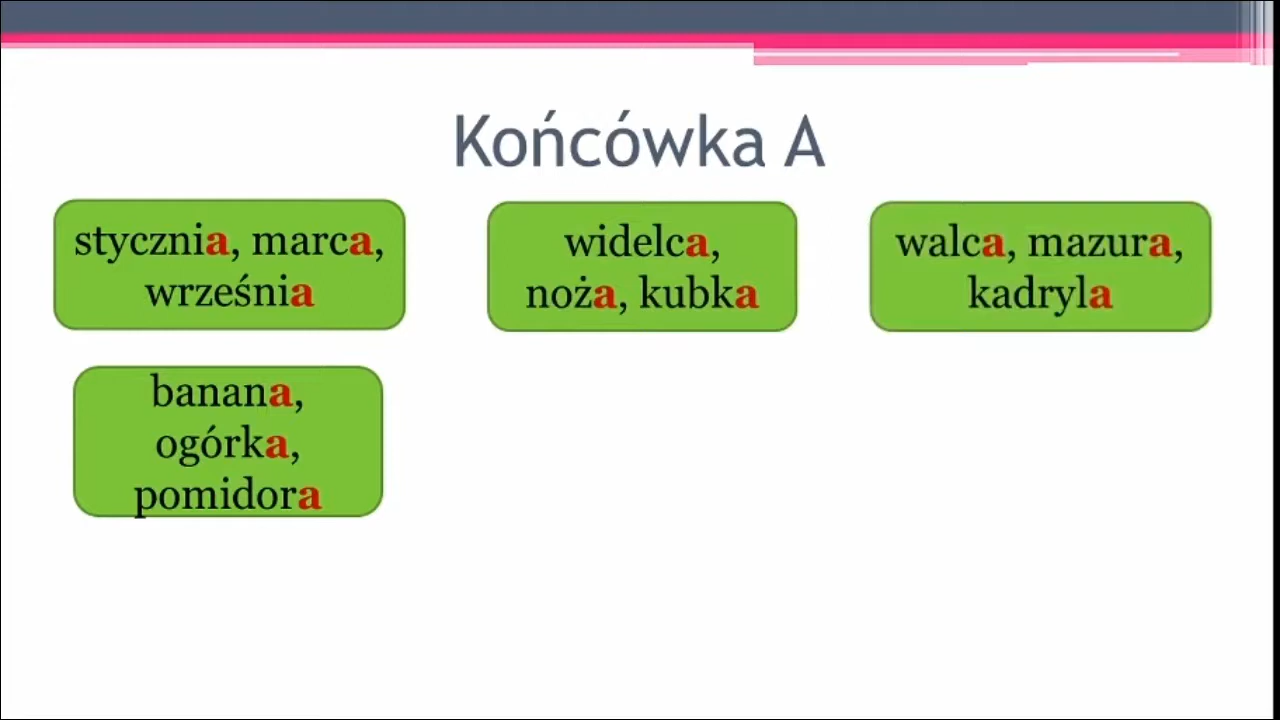 Końcówka A
stycznia, marca,
września
widelca,
noża, kubka
walca, mazura,
kadryla
banana,
ogórka,
pomidora